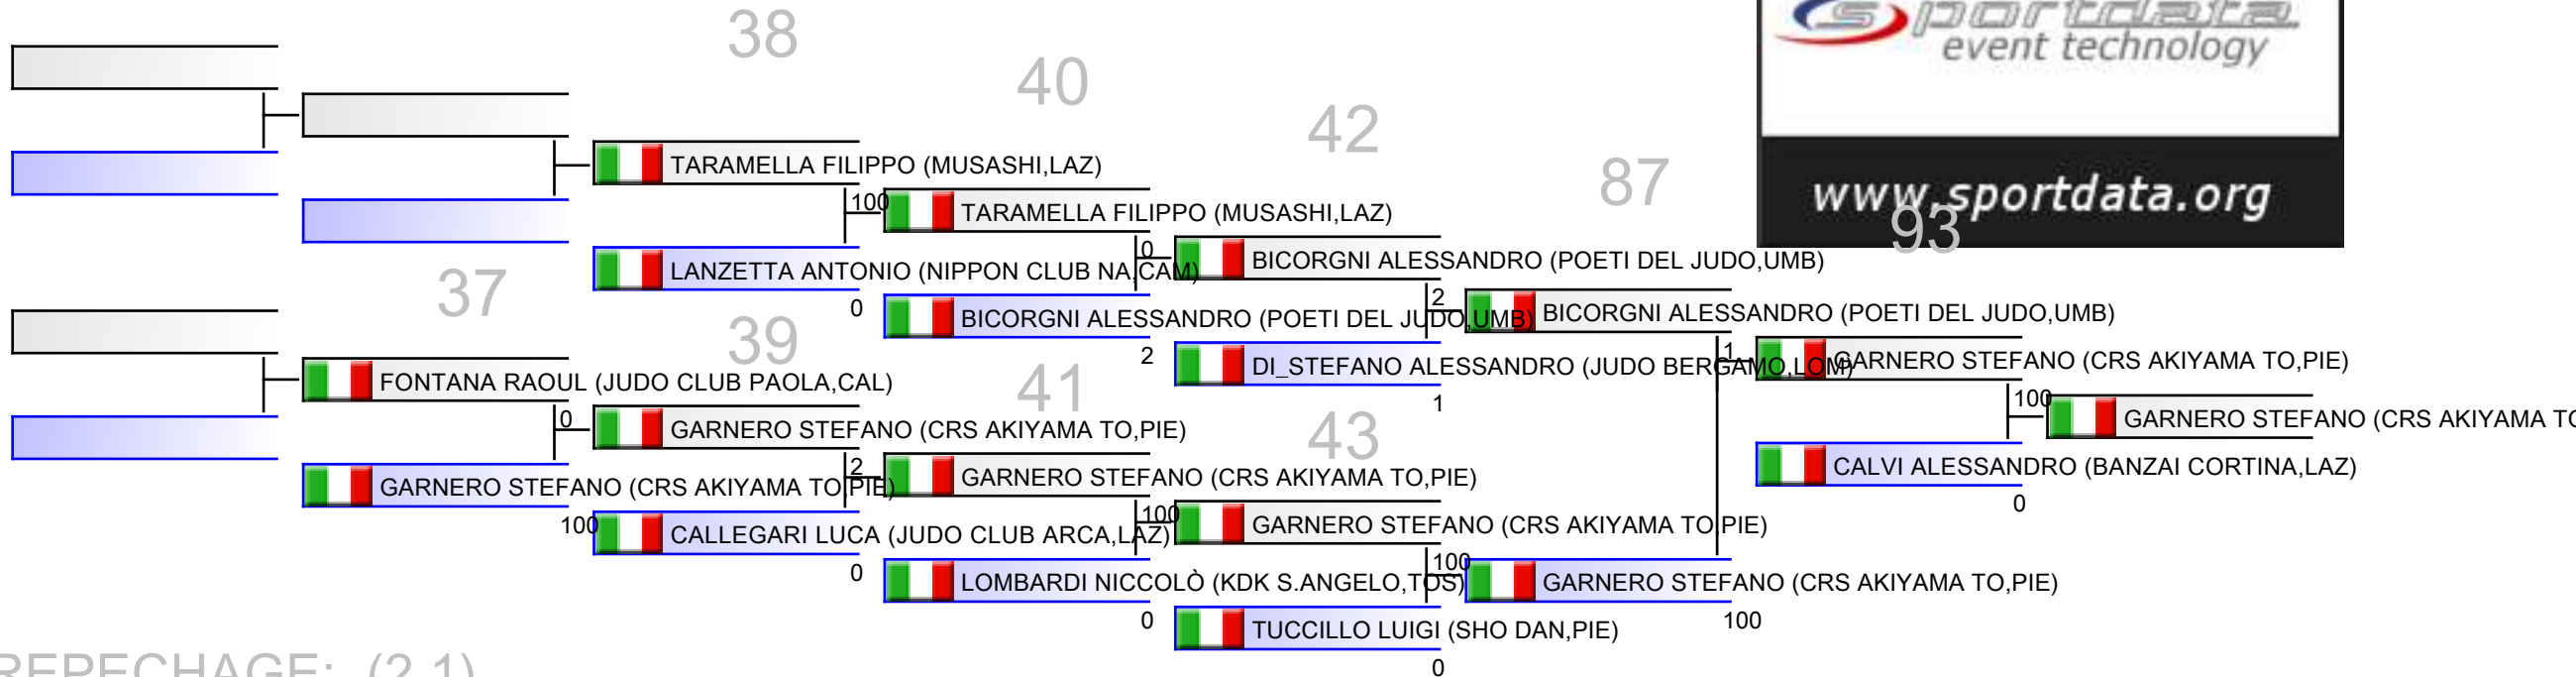 38
sportdata
event technology
40
42
TARAMELLA FILIPPO (MUSASHI,LAZ)
87
www.sportdata.org
100
TARAMELLA FILIPPO (MUSASHI,LAZ)
93
0
LANZETTA ANTONIO (NIPPON CLUB NA,CAM)
BICORGNI ALESSANDRO (POETI DEL JUDO,UMB)
37
0
2
BICORGNI ALESSANDRO (POETI DEL JUDO,UMB)
BICORGNI ALESSANDRO (POETI DEL JUDO,UMB)
39
2
1
DI_STEFANO ALESSANDRO (JUDO BERGAMO,LOM)
GARNERO STEFANO (CRS AKIYAMA TO,PIE)
FONTANA RAOUL (JUDO CLUB PAOLA,CAL)
41
1
100
0
GARNERO STEFANO (CRS AKIYAMA TO,PIE)
43
GARNERO STEFANO (CRS AKIYAMA TO
2
GARNERO STEFANO (CRS AKIYAMA TO,PIE)
CALVI ALESSANDRO (BANZAI CORTINA,LAZ)
GARNERO STEFANO (CRS AKIYAMA TO,PIE)
0
100
100
CALLEGARI LUCA (JUDO CLUB ARCA,LAZ)
GARNERO STEFANO (CRS AKIYAMA TO,PIE)
100
0
LOMBARDI NICCOLÒ (KDK S.ANGELO,TOS)
GARNERO STEFANO (CRS AKIYAMA TO,PIE)
0
100
TUCCILLO LUIGI (SHO DAN,PIE)
0
REPECHAGE: (2,1)